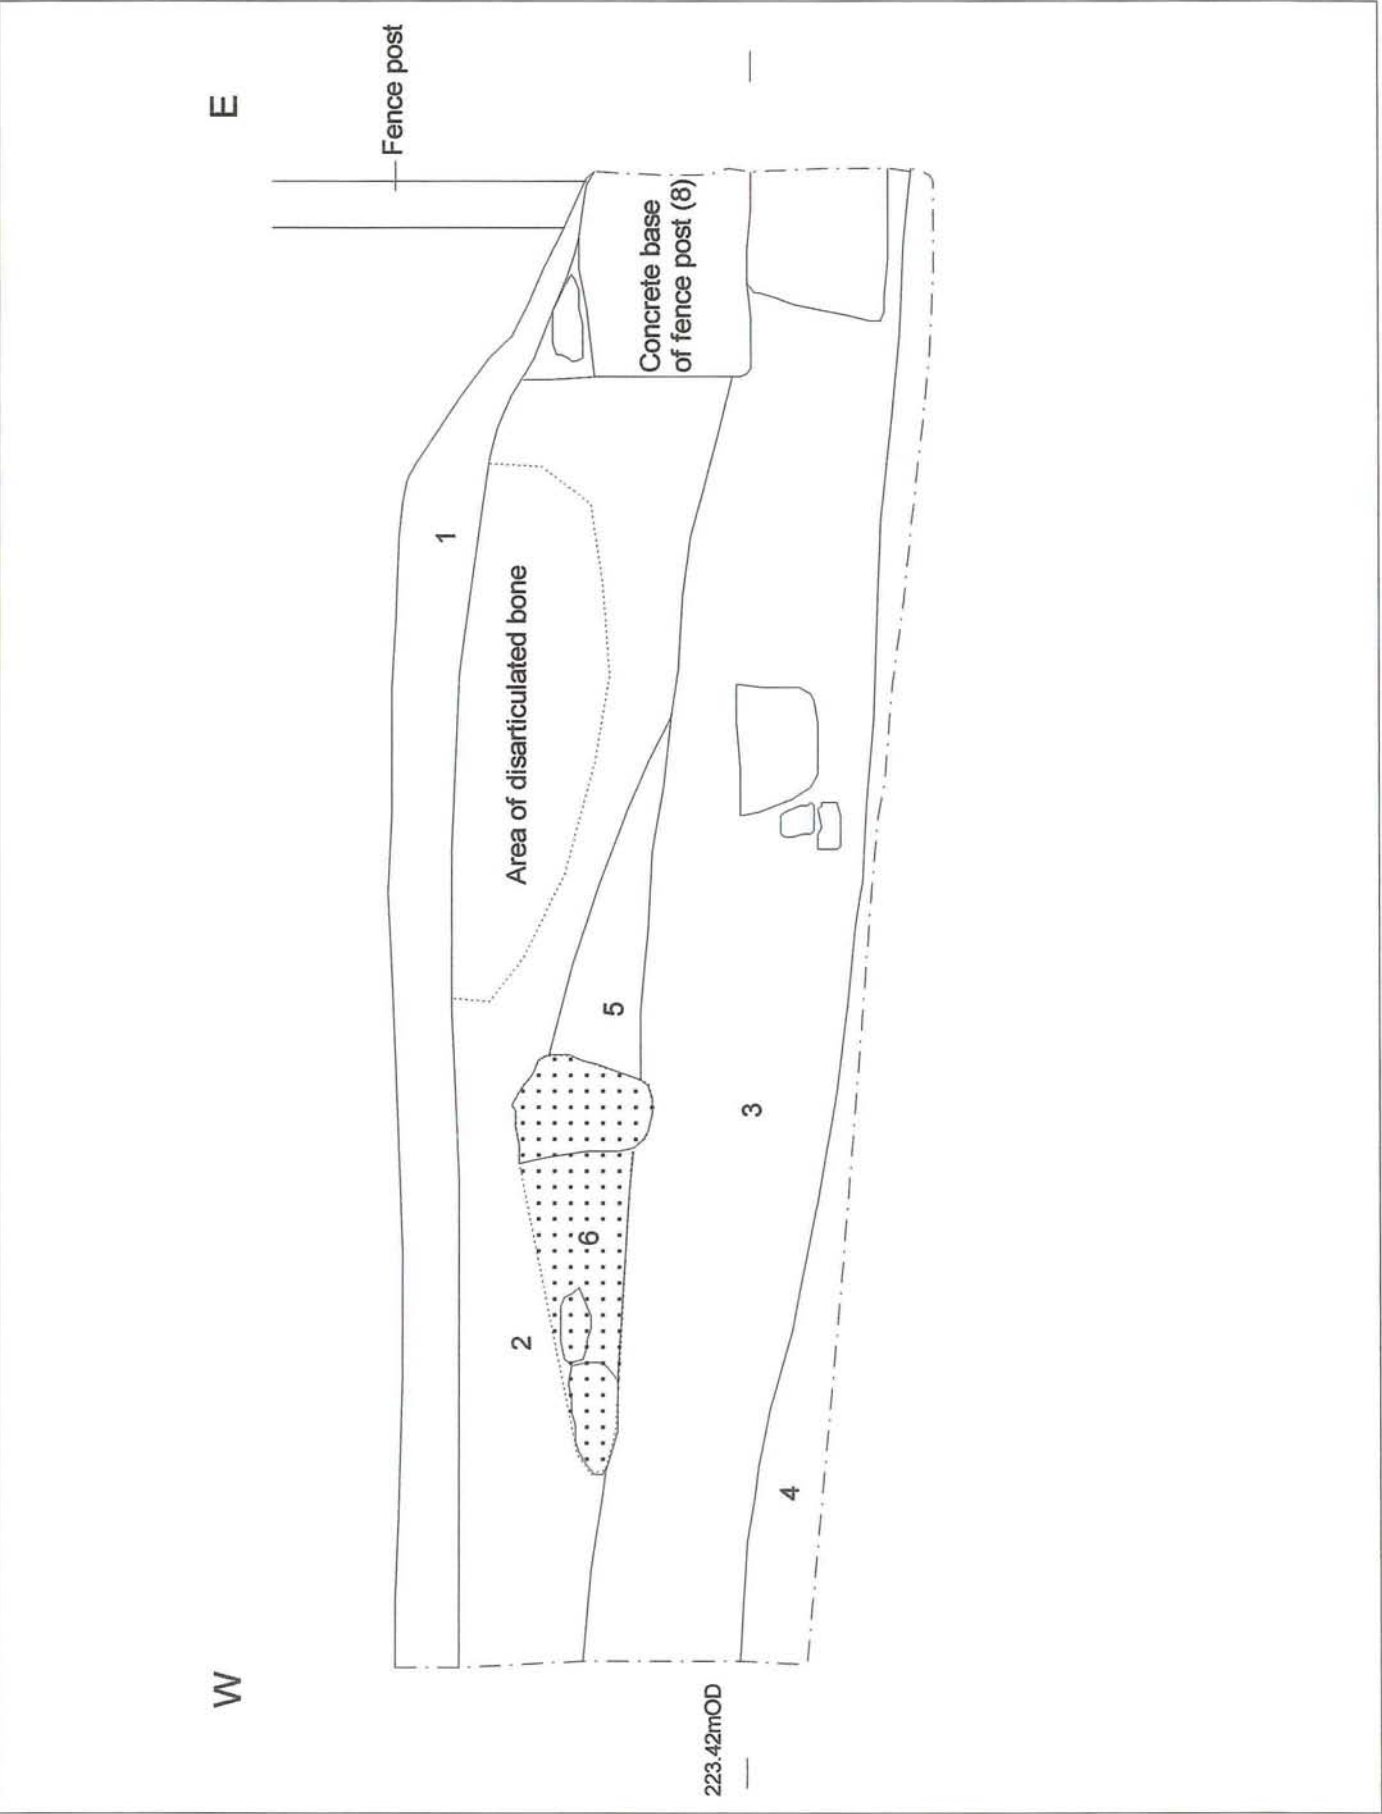 W
E
Fence post
1
Area of disarticulated bone
2
Concrete base
of fence post (8)
6
5
3
4
223.42mOD